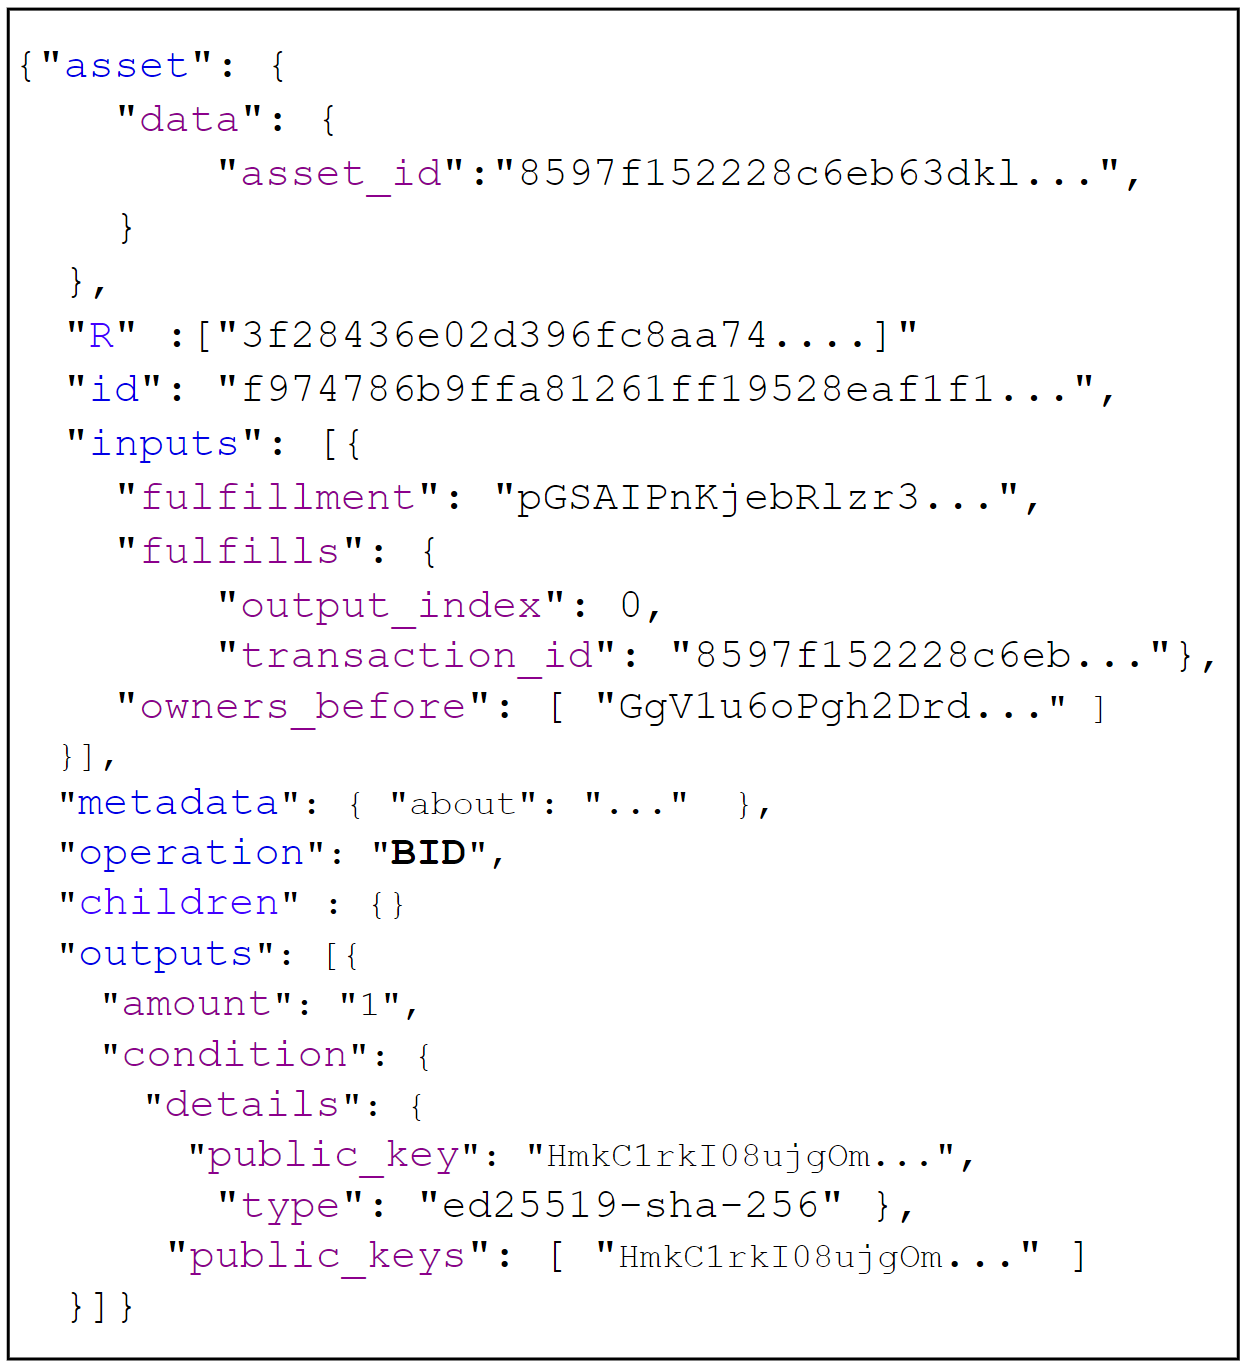 {"asset": {
"data": {
"asset_id":"8597f152228c6eb63dkl...",
}
},
"R" :["3f28436e02d396fc8aa74....]"
"id": "f974786b9ffa81261ff19528eaf1f1...",
"inputs": [{
"fulfillment": "pGSAIPnKjebRlzr3...",
"fulfills": {
"output_index": 0,
"transaction_id": "8597f152228c6eb..."},
"owners_before": [ "GgV1u6oPgh2Drd..." ]
}],
"metadata": { "about": "..." },
"operation": "BID",
"children" : {}
"outputs": [{
"amount": "1",
"condition": {
"details": {
"public_key": "HmkC1rkI08ujgOm...",
"type": "ed25519-sha-256" },
"public_keys": [ "HmkC1rkI08ujgOm..." ]
}]}